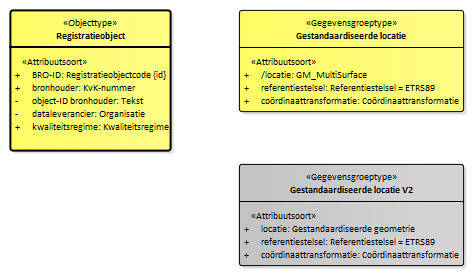 «Objecttype»
Registratieobject
«Attribuutsoort»
+ BRO-ID: Registratieobjectcode {id}
+ bronhouder: KvK-nummer
- object-ID bronhouder: Tekst
- dataleverancier: Organisatie
+ kwaliteitsregime: Kwaliteitsregime
«Gegevensgroeptype»
Gestandaardiseerde locatie
«Attribuutsoort»
+ /locatie: GM_MultiSurface
+ referentiestelsel: Referentiestelsel = ETRS89
+ coördinaattransformatie: Coördinaattransformatie
«Gegevensgroeptype»
Gestandaardiseerde locatie V2
«Attribuutsoort»
+ locatie: Gestandaardiseerde geometrie
+ referentiestelsel: Referentiestelsel = ETRS89
+ coördinaattransformatie: Coördinaattransformatie